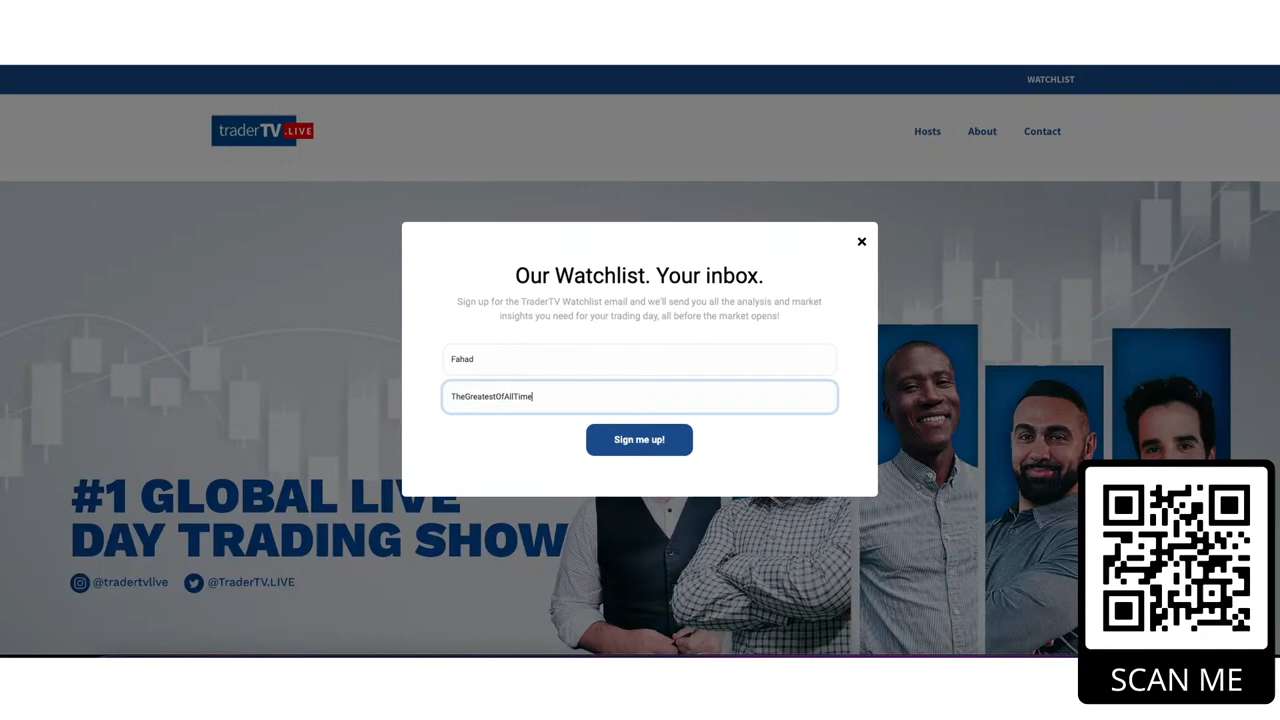 WATCHLIST
traderTV.LIVE
Hosts
About
Contact
Our Watchlist. Your inbox.
Sign up for the TraderTV Watchlist email and we'll send you all the analysis and market
insights you need for your trading day, all before the market opens!
Fahad
TheGreatestOfAllTime
Sign me up!
#1 GLOBAL LIVE
DAY TRADING SHOW
@tradertvlive
@TraderTV.LIVE
SCAN ME